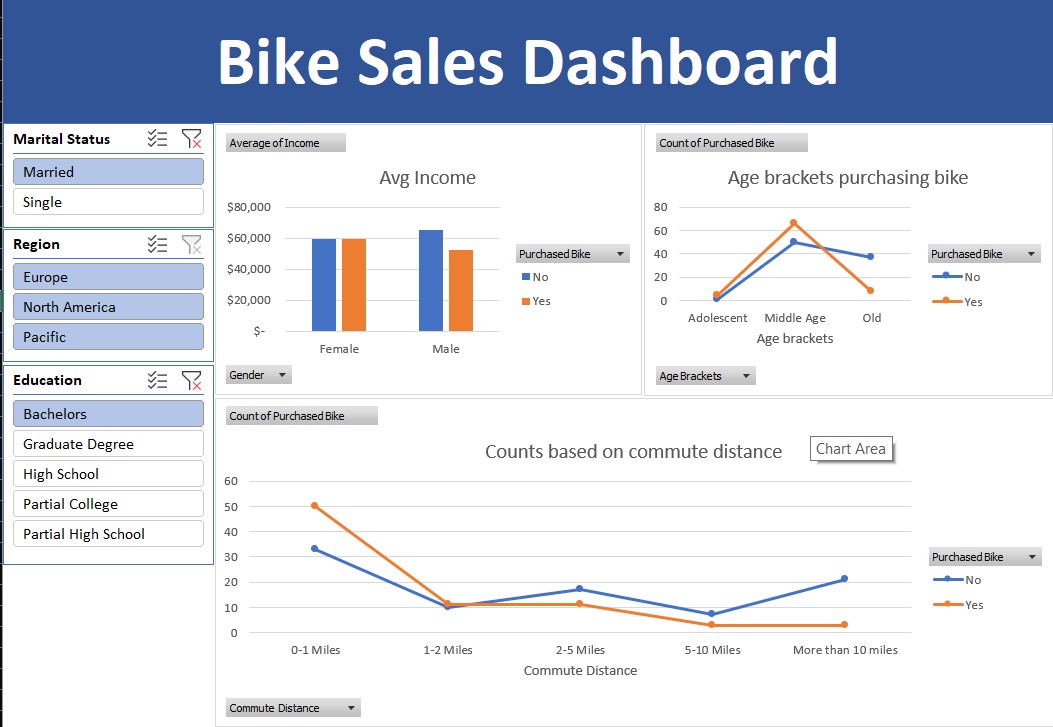 Bike Sales Dashboard
Marital Status
Married
Single
Region
Europe
North America
Pacific
Education
Bachelors
Graduate Degree
High School
Partial College
Partial High School
Average of Income
Avg Income
$80,000
$60,000
$40,000
$20,000
$-
Female Male
Purchased Bike
No
Yes
Gender
Count of Purchased Bike
Age brackets purchasing bike
80
60
40
20
0
Adolescent Middle Age Old
Age brackets
Purchased Bike
No
Yes
Age Brackets
Count of Purchased Bike
Counts based on commute distance
Chart Area
60
50
40
30
20
10
0
0-1 Miles 1-2 Miles 2-5 Miles 5-10 Miles More than 10 miles
Commute Distance
Purchased Bike
No
Yes
Commute Distance